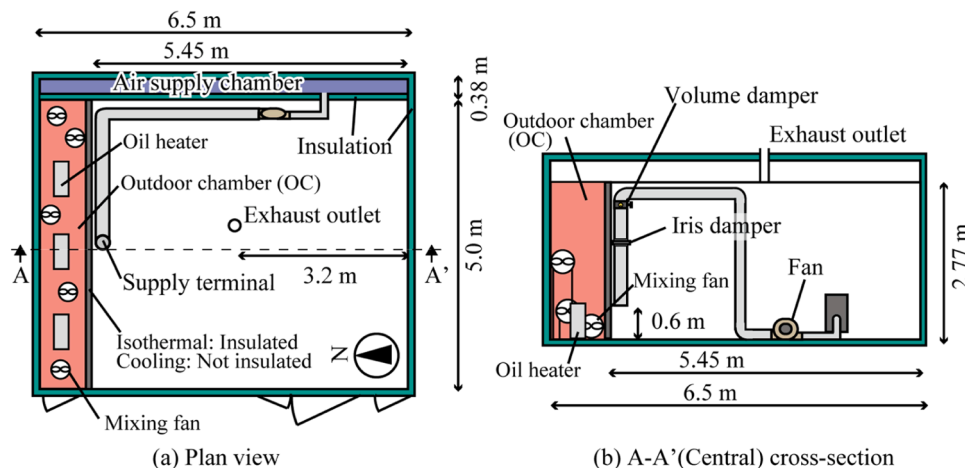 6.5 m
5.45 m
Air supply chamber
0.38 m
Oil heater
Insulation
Outdoor chamber (OC)
Exhaust outlet
5.0 m
A
A'
3.2 m
Supply terminal
Isothermal: Insulated
Cooling: Not insulated
N
Mixing fan
(a) Plan view
Volume damper
Outdoor chamber
(OC)
Exhaust outlet
Iris damper
2.77 m
Mixing fan
Fan
0.6 m
Oil heater
5.45 m
6.5 m
(b) A-A'(Central) cross-section